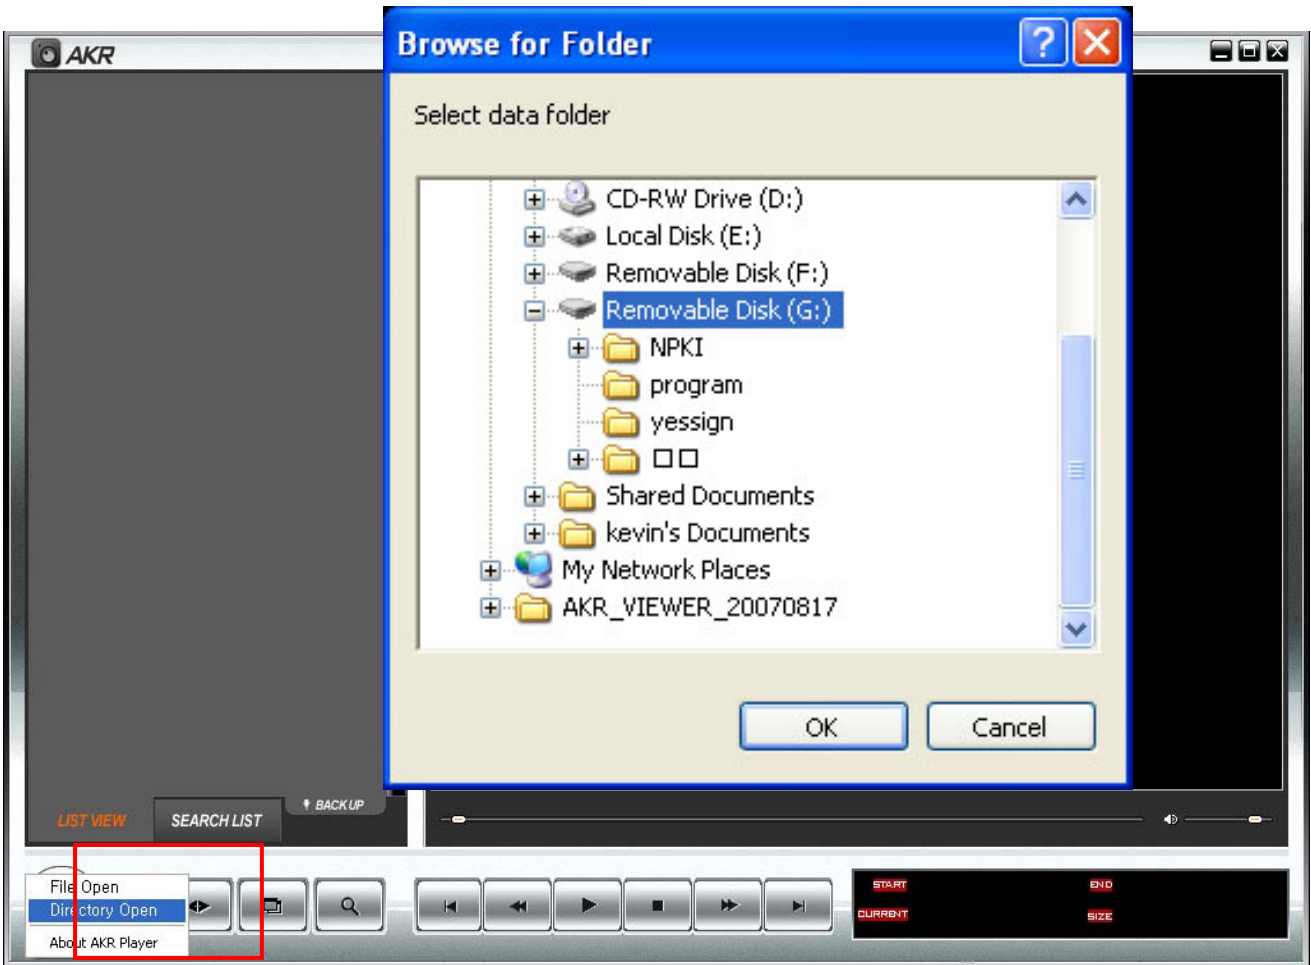 AKR
Browse for Folder
Select data folder
CD-RW Drive (D:)
Local Disk (E:)
Removable Disk (F:)
Removable Disk (G:)
NPKI
program
yessign
□□
Shared Documents
kevin's Documents
My Network Places
AKR_VIEWER_20070817
OK
Cancel
LIST VIEW
SEARCH LIST
BACKUP
File Open
Directory Open
About AKR Player
START
END
CURRENT
SIZE